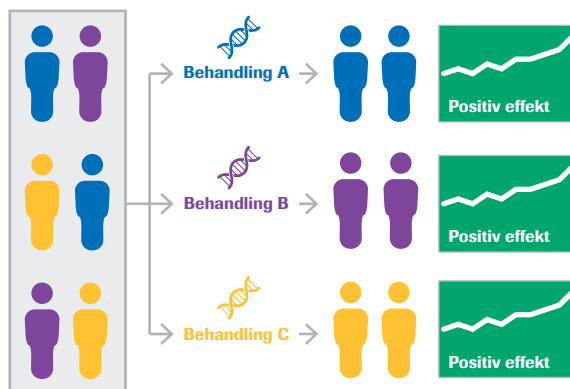 Behandling A
Positiv effekt
Behandling B
Positiv effekt
Behandling C
Positiv effekt